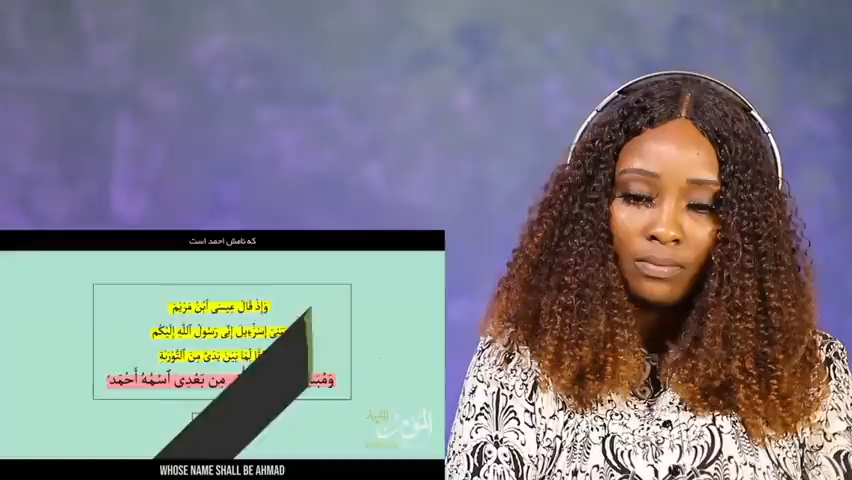 که نامش احمد است
وَإِذْ قَالَ عِيسَى ٱبْنُ مَرْيَمَ
إِسْرَٰٓءِيلَ إِنِّى رَسُولُ ٱللَّهِ إِلَيْكُم
لِّمَا بَيْنَ يَدَىَّ مِنَ ٱلتَّوْرَىٰةِ
مِنۢ بَعْدِى ٱسْمُهُۥٓ أَحْمَدُ
WHOSE NAME SHALL BE AHMAD